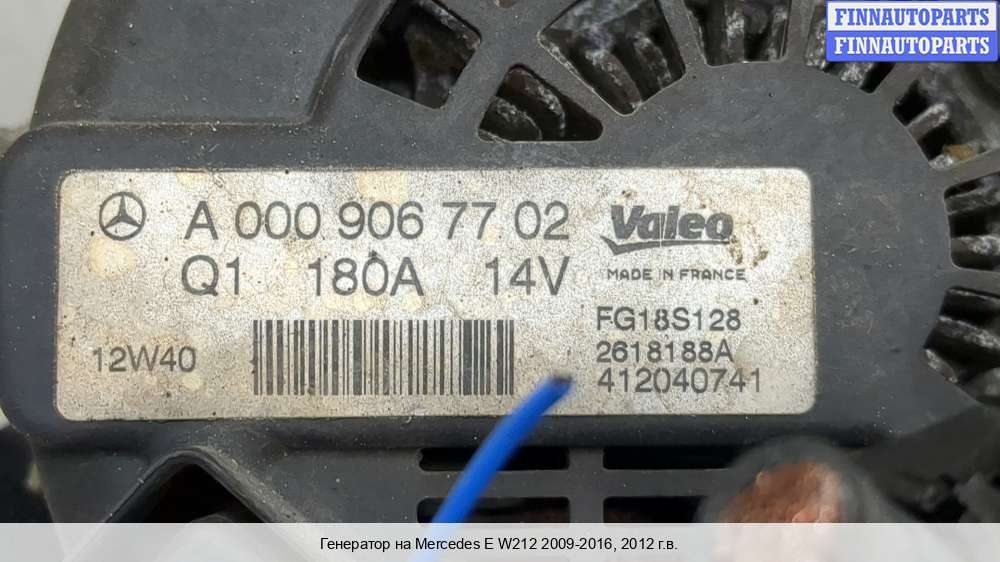 FINNAUTOPARTS
FINNAUTOPARTS
A 000 906 77 02
Valeo
Q1 180A 14V
MADE IN FRANCE
FG18S128
12W40
2618188A
412040741
Генератор на Mercedes E W212 2009-2016, 2012 г.в.